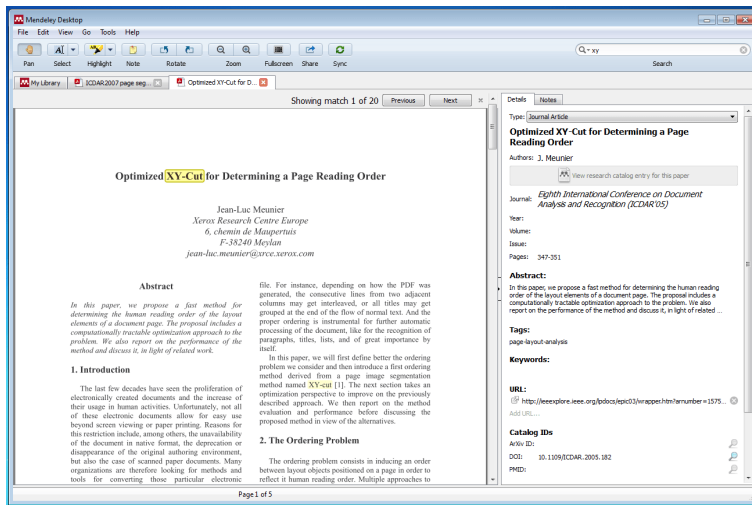 Mendeley Desktop
File Edit View Go Tools Help
Pan Select Highlight Note Rotate Zoom Fullscreen Share Sync
xy
Search
My Library ICDAR2007 page seg... Optimized XY-Cut for D...
Showing match 1 of 20 Previous Next
Optimized XY-Cut for Determining a Page Reading Order
Jean-Luc Meunier
Xerox Research Centre Europe
6, chemin de Maupertuis
F-38240 Meylan
jean-luc.meunier@xrce.xerox.com
Abstract
In this paper, we propose a fast method for
determining the human reading order of the layout
elements of a document page. The proposal includes a
computationally tractable optimization approach to the
problem. We also report on the performance of the
method and discuss it, in light of related work.
1. Introduction
The last few decades have seen the proliferation of
electronically created documents and the increase of
their usage in human activities. Unfortunately, not all
of these electronic documents allow for easy use
beyond screen viewing or paper printing. Reasons for
this restriction include, among others, the unavailability
of the document in native format, the deprecation or
disappearance of the original authoring environment,
but also the case of scanned paper documents. Many
organizations are therefore looking for methods and
tools for converting those particular electronic
file. For instance, depending on how the PDF was
generated, the consecutive lines from two adjacent
columns may get interleaved, or all titles may get
grouped at the end of the flow of normal text. And the
proper ordering is instrumental for further automatic
processing of the document, like for the recognition of
paragraphs, titles, lists, and of great importance by
itself.
In this paper, we will first define better the ordering
problem we consider and then introduce a first ordering
method derived from a page image segmentation
method named XY-cut [1]. The next section takes an
optimization perspective to improve on the previously
described approach. We then report on the method
evaluation and performance before discussing the
proposed method in view of the alternatives.
2. The Ordering Problem
The ordering problem consists in inducing an order
between layout objects positioned on a page in order to
reflect it human reading order. Multiple approaches to
Page 1 of 5
Details Notes
Type: Journal Article
Optimized XY-Cut for Determining a Page
Reading Order
Authors: J. Meunier
View research catalog entry for this paper
Journal: Eighth International Conference on Document
Analysis and Recognition (ICDAR'05)
Year:
Volume:
Issue:
Pages: 347-351
Abstract:
In this paper, we propose a fast method for determining the human reading
order of the layout elements of a document page. The proposal includes a
computationally tractable optimization approach to the problem. We also
report on the performance of the method and discuss it, in light of related ...
Tags:
page-layout-analysis
Keywords:
URL:
http://ieeexplore.ieee.org/lpdocs/epic03/wrapper.htm?arnumber=1575...
Add URL...
Catalog IDs
ArXiv ID:
DOI: 10.1109/ICDAR.2005.182
PMID: